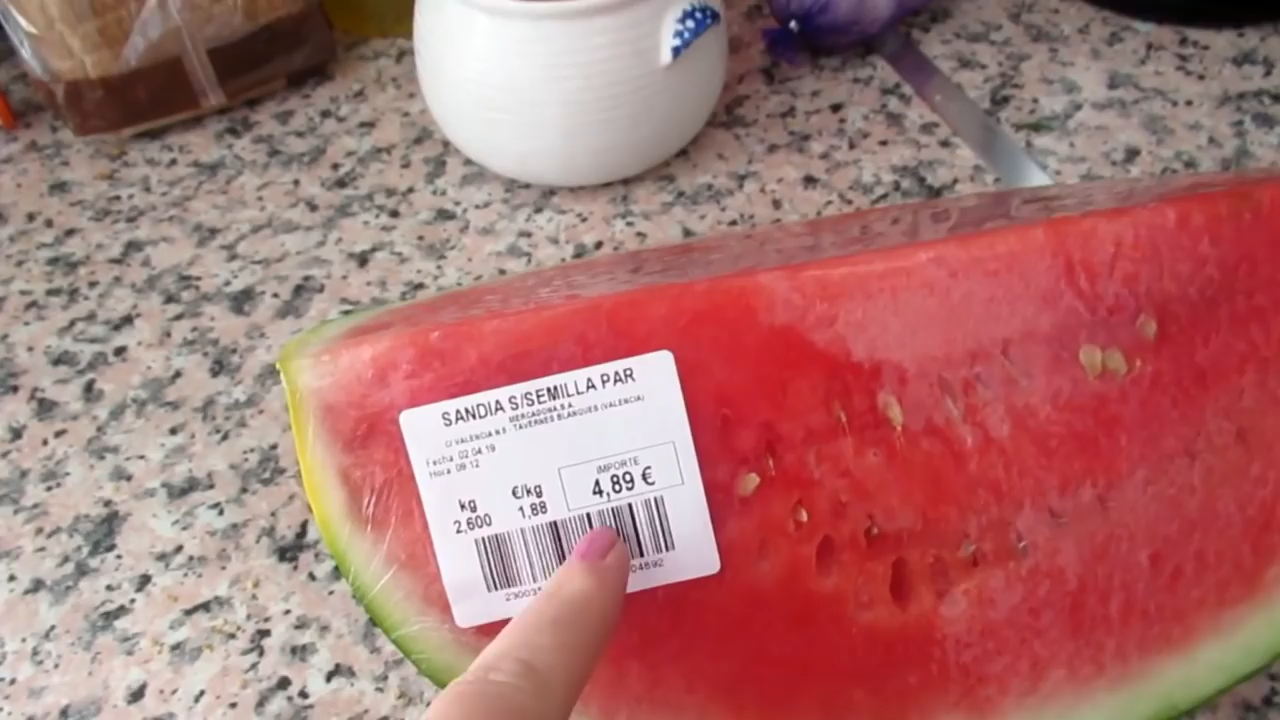 SANDIA S/SEMILLA PAR
MERCADONA,S.A.
C/ VALENCIA N.5 - TAVERNES BLANQUES (VALENCIA)
Fecha: 02.04.19
Hora: 09:12
IMPORTE
kg €/kg 4,89 €
2,600 1,88
04892